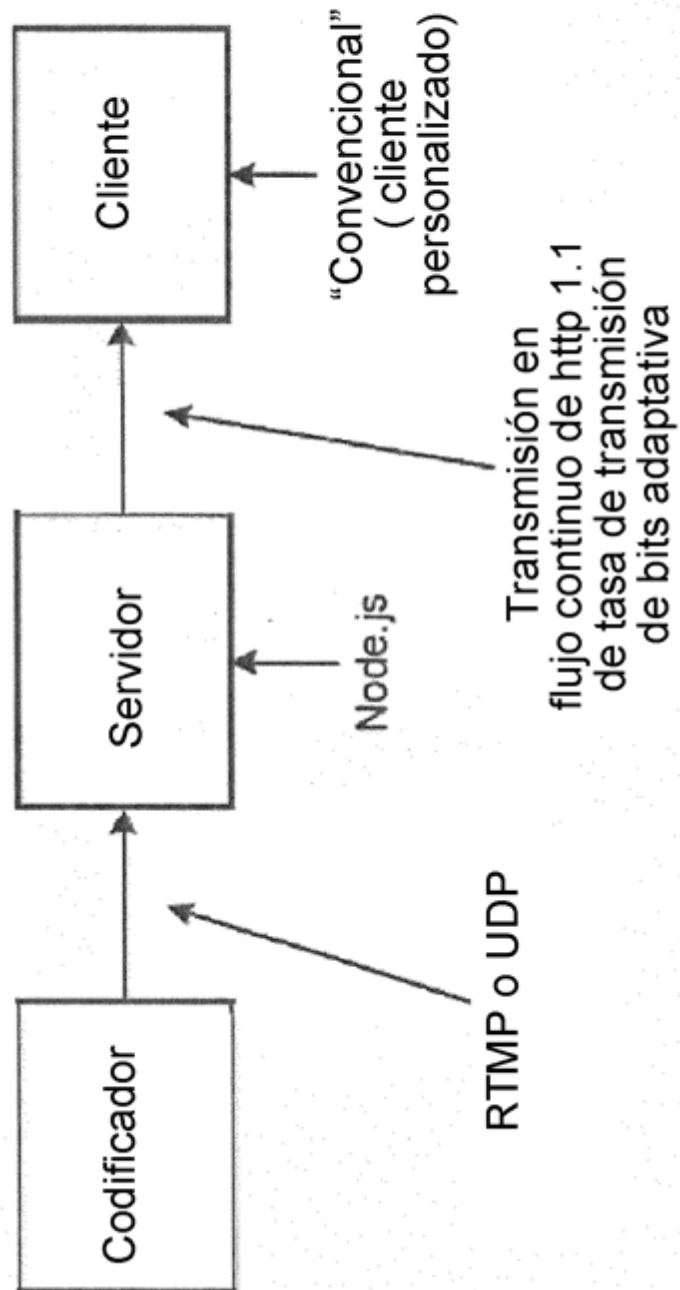 Codificador
Servidor
Cliente
RTMP o UDP
Node.js
Transmisión en
flujo continuo de http 1.1
de tasa de transmisión
de bits adaptativa
“Convencional”
( cliente
personalizado)